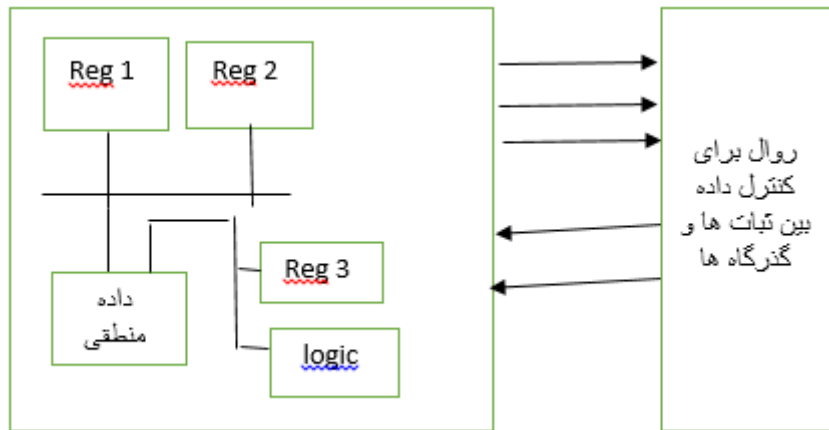 Reg 1
Reg 2
داده
منطقی
Reg 3
logic
روال برای
کنترل داده
بین ثبات ها و
گذرگاه ها